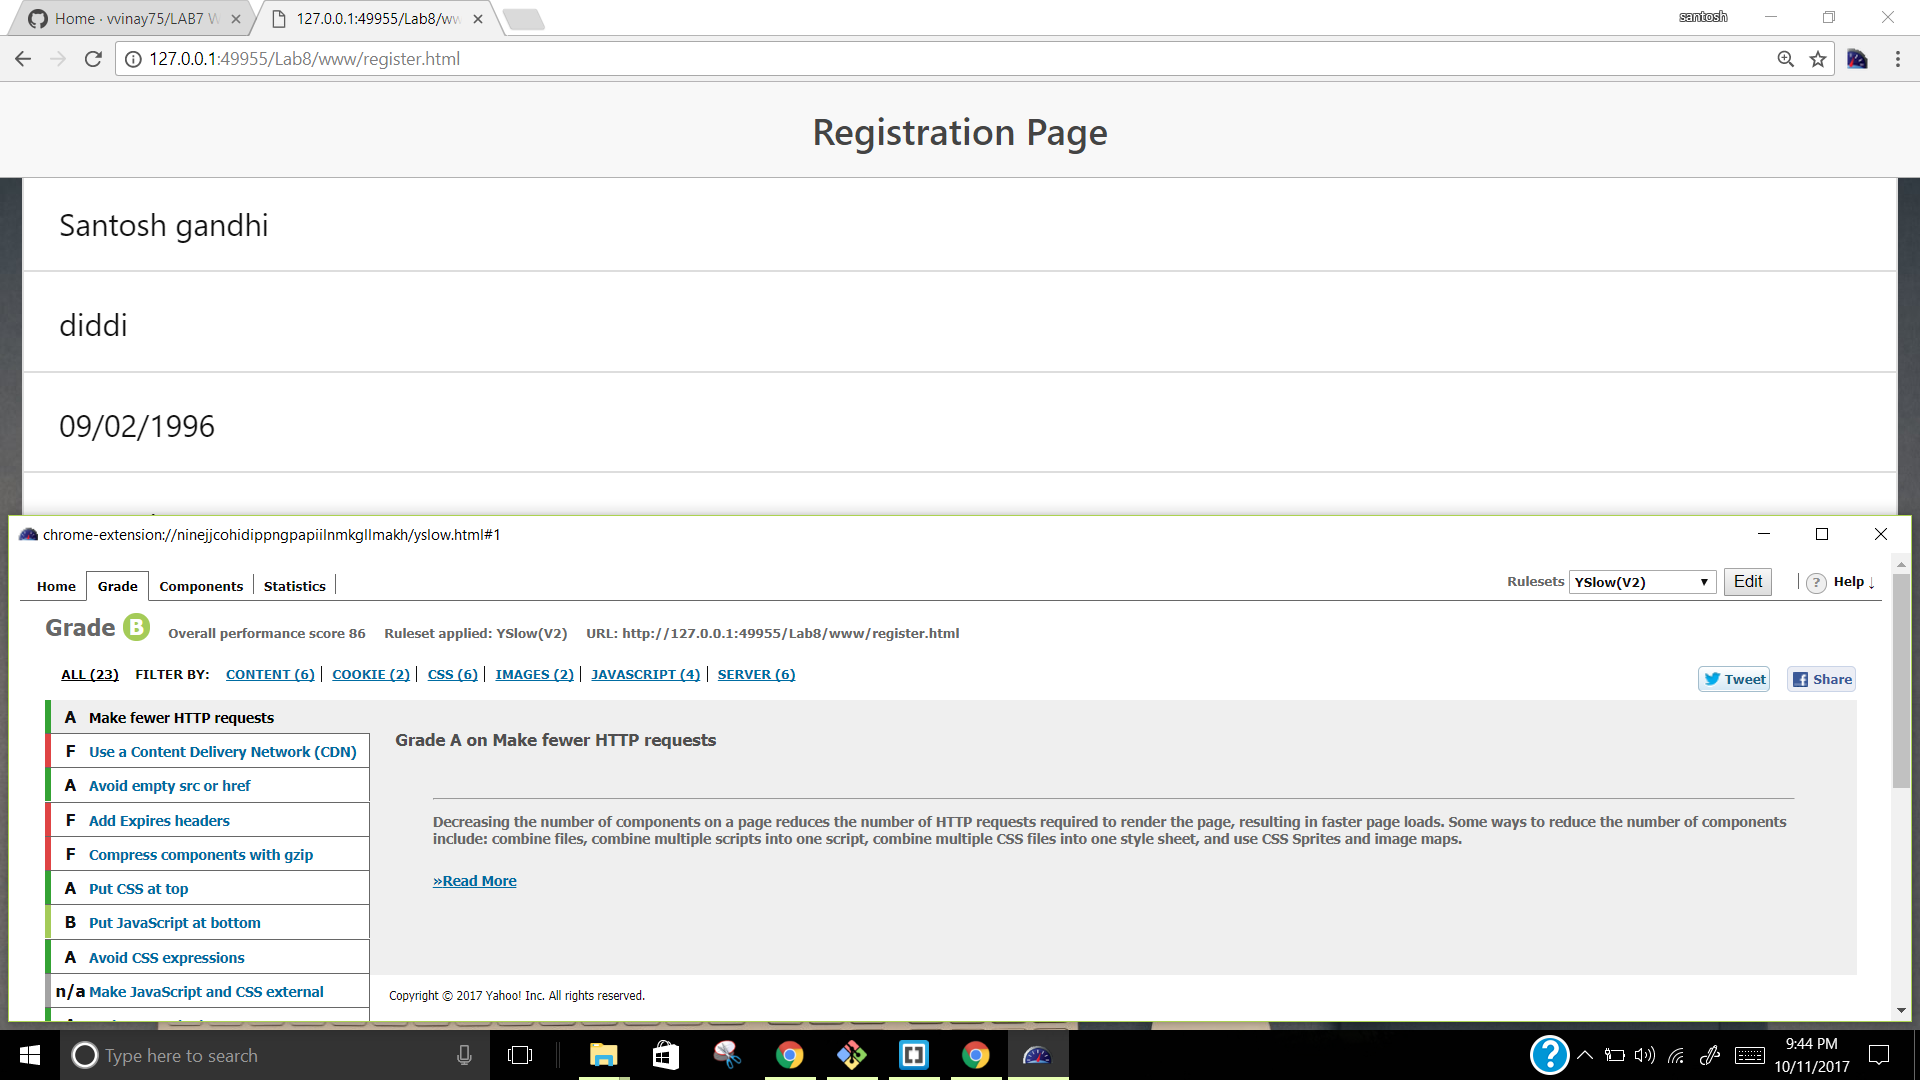 Home · vvinay75/LAB7 W
127.0.0.1:49955/Lab8/ww
santosh
127.0.0.1:49955/Lab8/www/register.html
Registration Page
Santosh gandhi
diddi
09/02/1996
chrome-extension://ninejjcohidippngpapiilnmkgllmakh/yslow.html#1
Home Grade Components Statistics
Rulesets YSlow(V2) Edit ? Help ↓
Grade B Overall performance score 86 Ruleset applied: YSlow(V2) URL: http://127.0.0.1:49955/Lab8/www/register.html
ALL (23) FILTER BY: CONTENT (6) COOKIE (2) CSS (6) IMAGES (2) JAVASCRIPT (4) SERVER (6)
Tweet Share
A Make fewer HTTP requests
F Use a Content Delivery Network (CDN)
A Avoid empty src or href
F Add Expires headers
F Compress components with gzip
A Put CSS at top
B Put JavaScript at bottom
A Avoid CSS expressions
n/a Make JavaScript and CSS external
Grade A on Make fewer HTTP requests
Decreasing the number of components on a page reduces the number of HTTP requests required to render the page, resulting in faster page loads. Some ways to reduce the number of components
include: combine files, combine multiple scripts into one script, combine multiple CSS files into one style sheet, and use CSS Sprites and image maps.
»Read More
Copyright © 2017 Yahoo! Inc. All rights reserved.
Type here to search
9:44 PM
10/11/2017